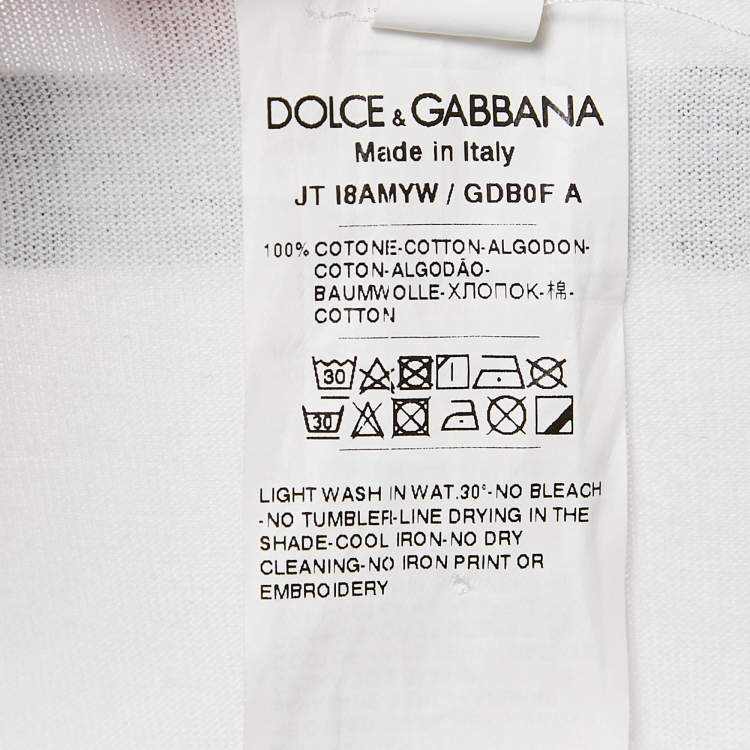 DOLCE & GABBANA
Made in Italy
JT I8AMYW / GDB0F A
100% COTONE-COTTON-ALGODON-
COTON-ALGODÃO-
BAUMWOLLE-ХЛОПОК-棉-
COTTON
30
30
LIGHT WASH IN WAT.30°-NO BLEACH
-NO TUMBLER-LINE DRYING IN THE
SHADE-COOL IRON-NO DRY
CLEANING-NO IRON PRINT OR
EMBROIDERY